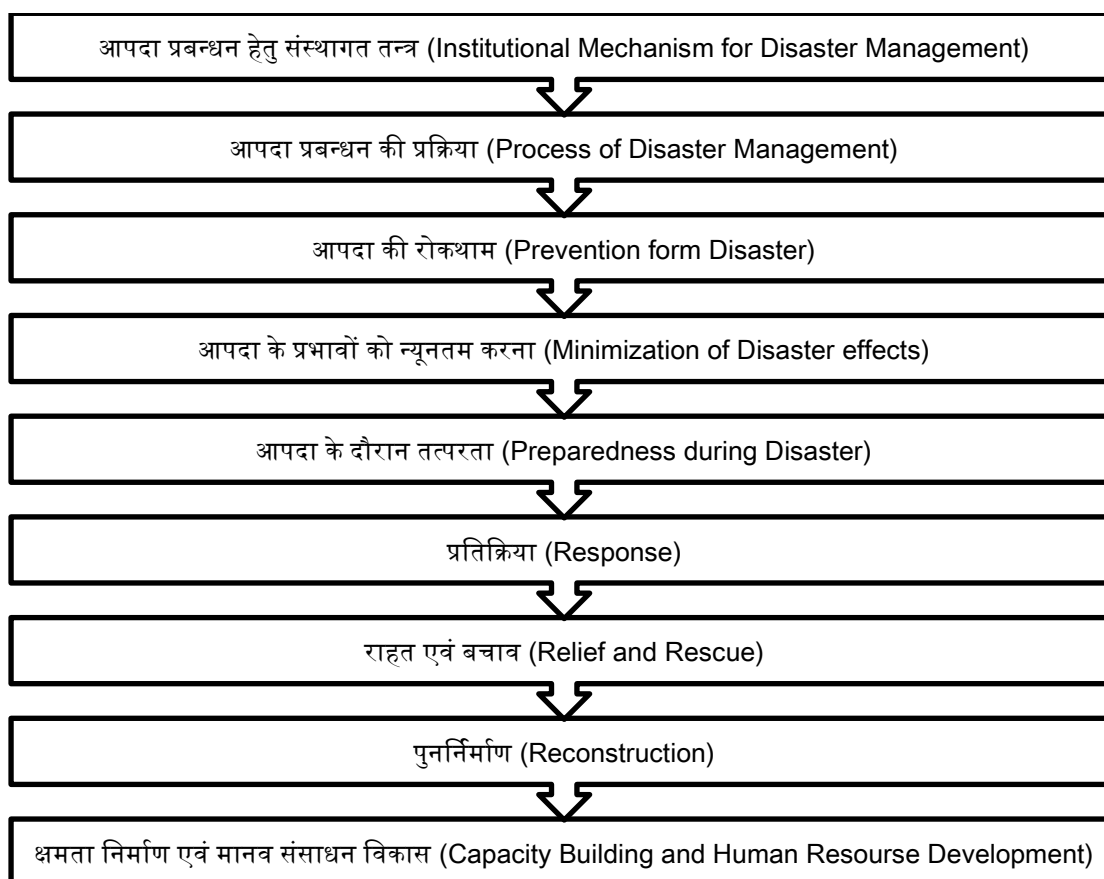 आपदा प्रबन्धन हेतु संस्थागत तन्त्र (Institutional Mechanism for Disaster Management)
आपदा प्रबन्धन की प्रक्रिया (Process of Disaster Management)
आपदा की रोकथाम (Prevention form Disaster)
आपदा के प्रभावों को न्यूनतम करना (Minimization of Disaster effects)
आपदा के दौरान तत्परता (Preparedness during Disaster)
प्रतिक्रिया (Response)
राहत एवं बचाव (Relief and Rescue)
पुनर्निर्माण (Reconstruction)
क्षमता निर्माण एवं मानव संसाधन विकास (Capacity Building and Human Resourse Development)